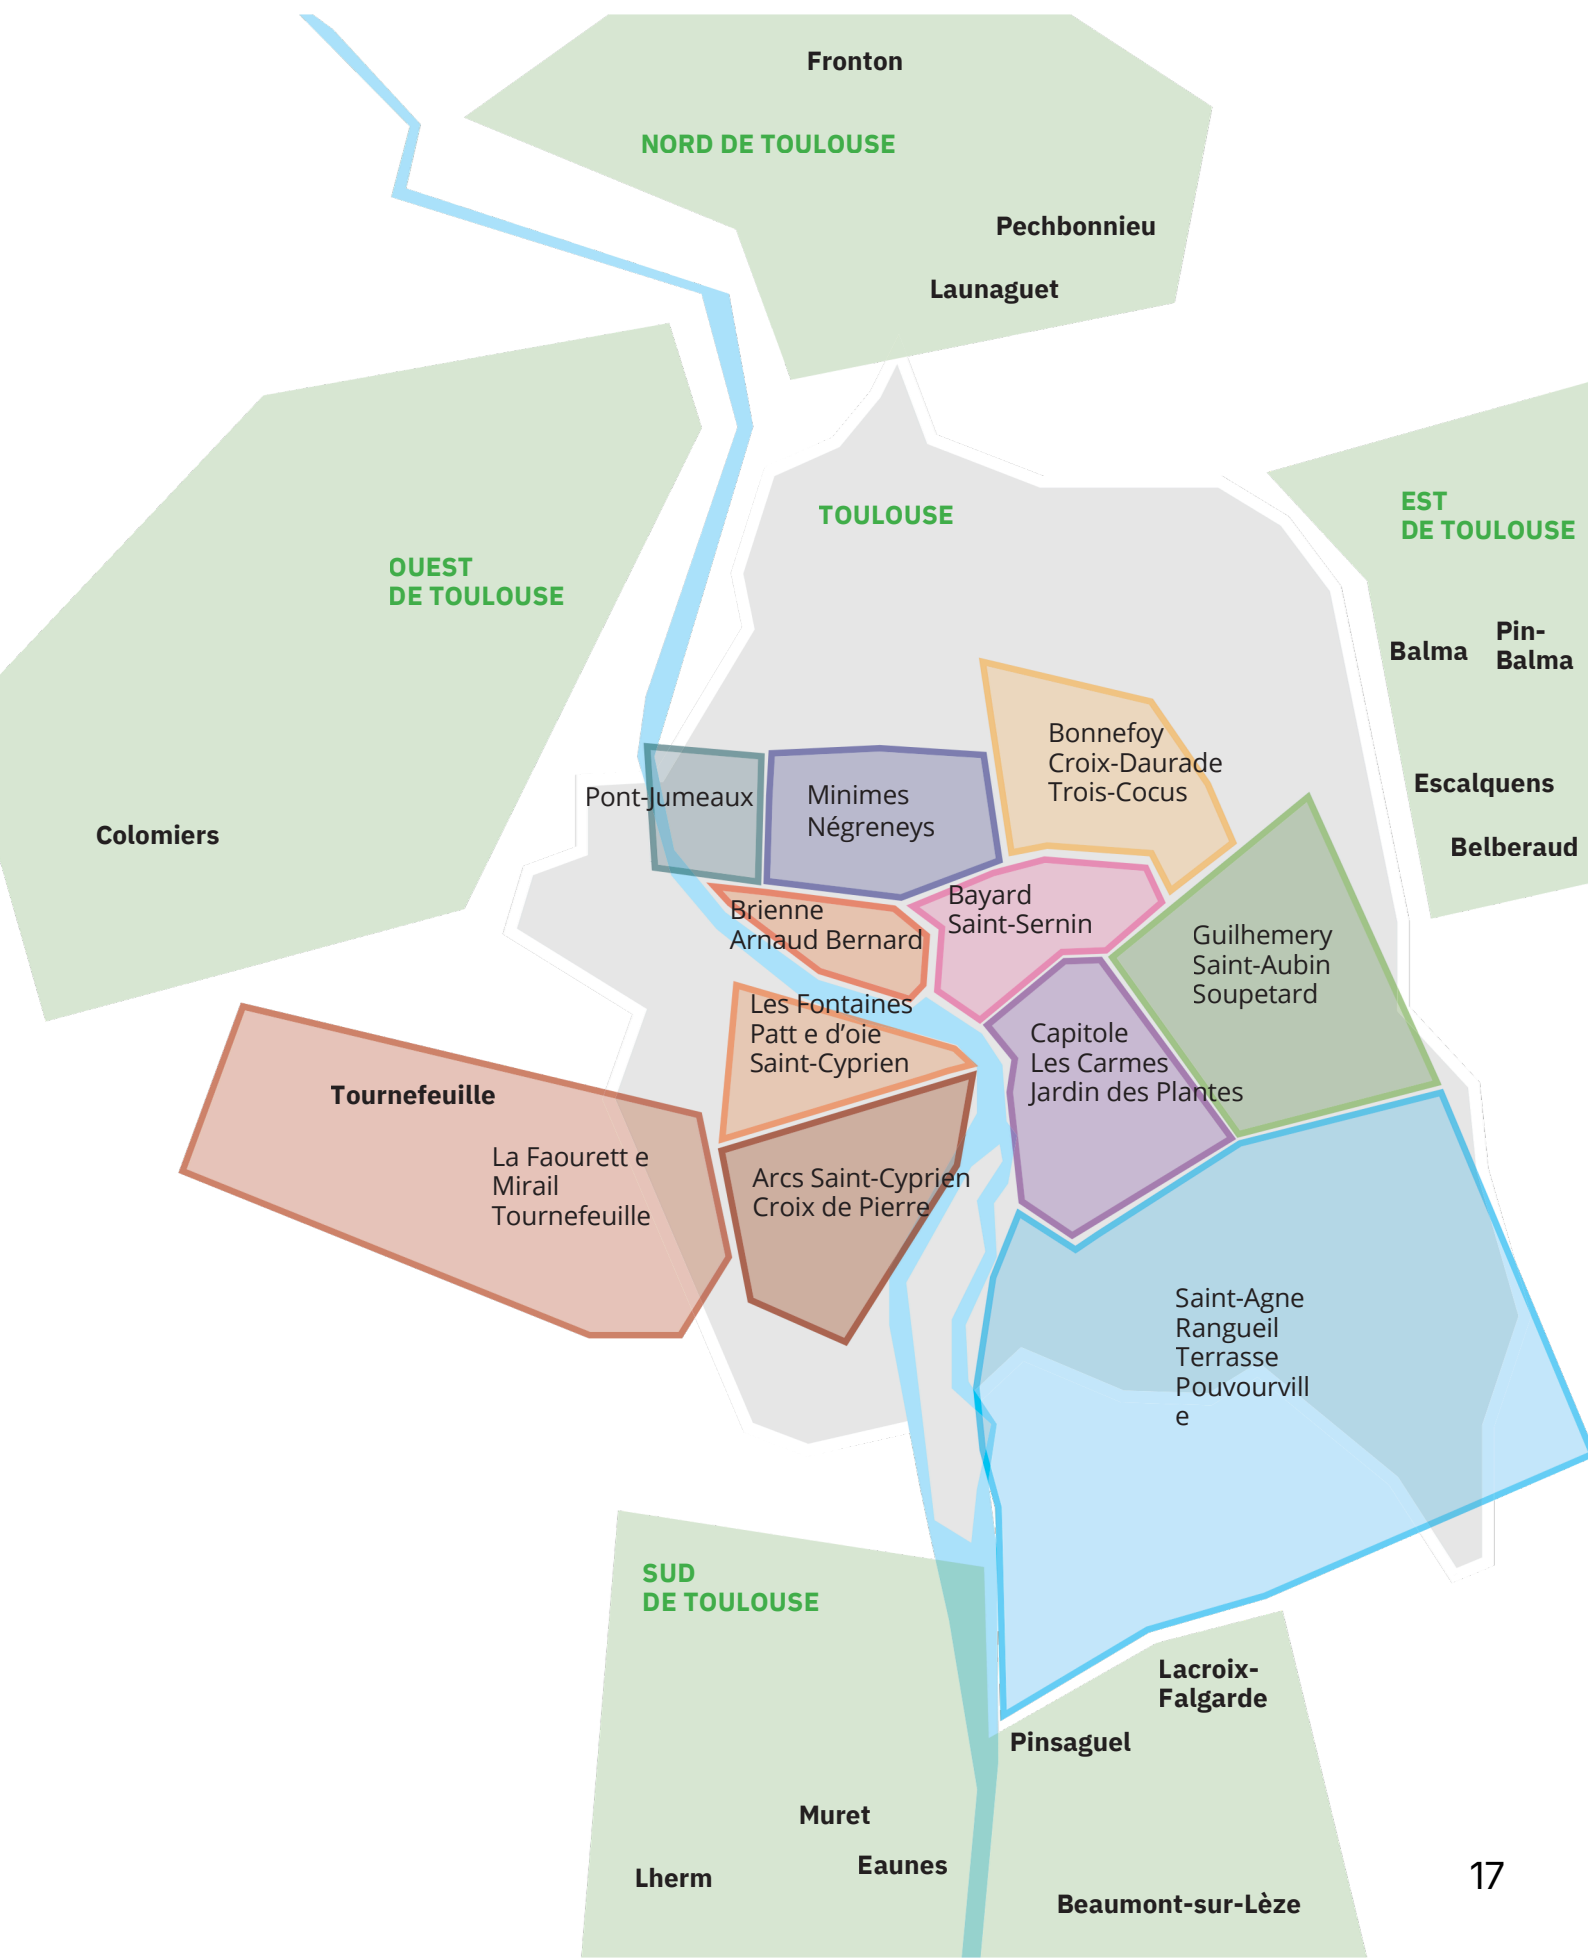 Fronton
NORD DE TOULOUSE
Pechbonnieu
Launaguet
TOULOUSE
EST
DE TOULOUSE
OUEST
DE TOULOUSE
Balma
Pin-
Balma
Bonnefoy
Croix-Daurade
Trois-Cocus
Pont-Jumeaux
Minimes
Négreneys
Escalquens
Colomiers
Belberaud
Brienne
Arnaud Bernard
Bayard
Saint-Sernin
Guilhemery
Saint-Aubin
Soupetard
Les Fontaines
Patt e d’oie
Saint-Cyprien
Capitole
Les Carmes
Jardin des Plantes
Tournefeuille
La Faourett e
Mirail
Tournefeuille
Arcs Saint-Cyprien
Croix de Pierre
Saint-Agne
Rangueil
Terrasse
Pouvourvill
e
SUD
DE TOULOUSE
Lacroix-
Falgarde
Pinsaguel
Muret
Eaunes
Lherm
Beaumont-sur-Lèze
17